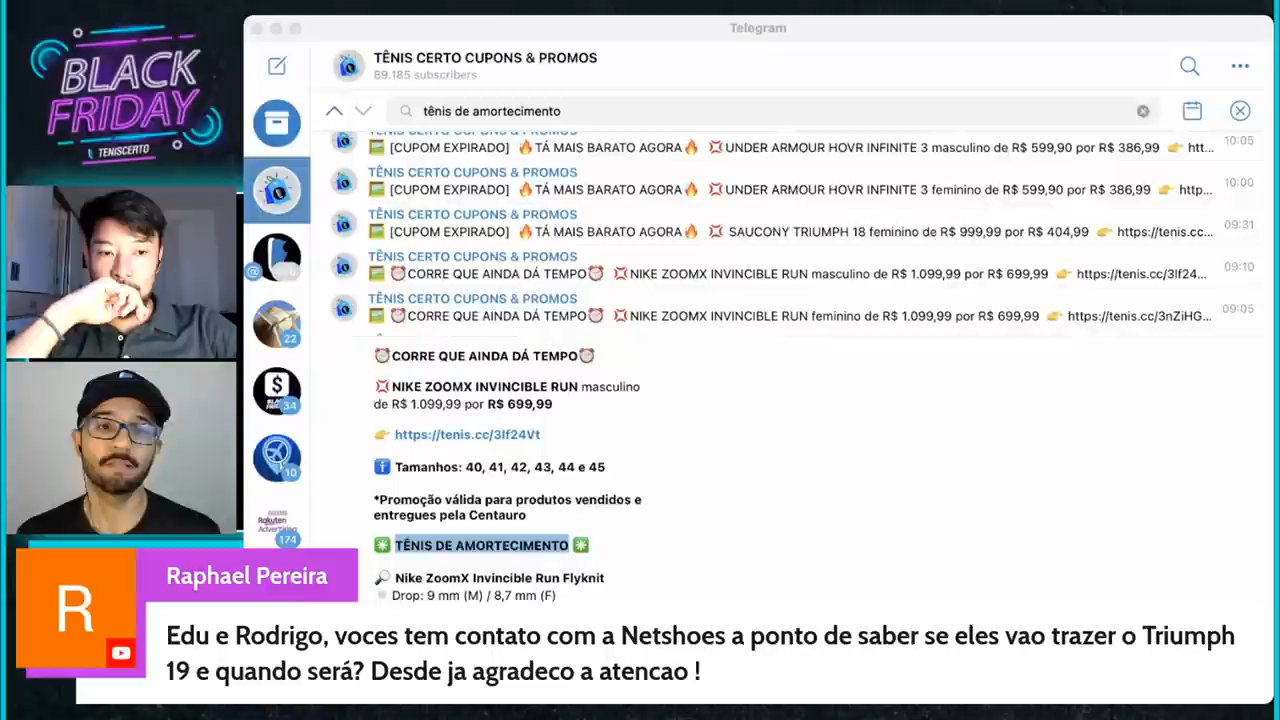 BLACK
FRIDAY
TENISCERTO
Telegram
TÊNIS CERTO CUPONS & PROMOS
89.185 subscribers
tênis de amortecimento
TÊNIS CERTO CUPONS & PROMOS
[CUPOM EXPIRADO] 🔥TÁ MAIS BARATO AGORA🔥 💢UNDER ARMOUR HOVR INFINITE 3 masculino de R$ 599,90 por R$ 386,99 👉 htt... 10:05
TÊNIS CERTO CUPONS & PROMOS
[CUPOM EXPIRADO] 🔥TÁ MAIS BARATO AGORA🔥 💢UNDER ARMOUR HOVR INFINITE 3 feminino de R$ 599,90 por R$ 386,99 👉 http... 10:00
TÊNIS CERTO CUPONS & PROMOS
[CUPOM EXPIRADO] 🔥TÁ MAIS BARATO AGORA🔥 💢 SAUCONY TRIUMPH 18 feminino de R$ 999,99 por R$ 404,99 👉 https://tenis.cc... 09:31
TÊNIS CERTO CUPONS & PROMOS
⏰CORRE QUE AINDA DÁ TEMPO⏰ 💢NIKE ZOOMX INVINCIBLE RUN masculino de R$ 1.099,99 por R$ 699,99 👉 https://tenis.cc/3lf24... 09:10
TÊNIS CERTO CUPONS & PROMOS
⏰CORRE QUE AINDA DÁ TEMPO⏰ 💢NIKE ZOOMX INVINCIBLE RUN feminino de R$ 1.099,99 por R$ 699,99 👉 https://tenis.cc/3nZiHG... 09:05
⏰CORRE QUE AINDA DÁ TEMPO⏰
💢NIKE ZOOMX INVINCIBLE RUN masculino
de R$ 1.099,99 por R$ 699,99
👉 https://tenis.cc/3lf24Vt
Tamanhos: 40, 41, 42, 43, 44 e 45
*Promoção válida para produtos vendidos e
entregues pela Centauro
✳️ TÊNIS DE AMORTECIMENTO ✳️
🔎 Nike ZoomX Invincible Run Flyknit
Drop: 9 mm (M) / 8,7 mm (F)
22
34
10
Rakuten
Advertising
174
R
Raphael Pereira
Edu e Rodrigo, voces tem contato com a Netshoes a ponto de saber se eles vao trazer o Triumph
19 e quando será? Desde ja agradeco a atencao !